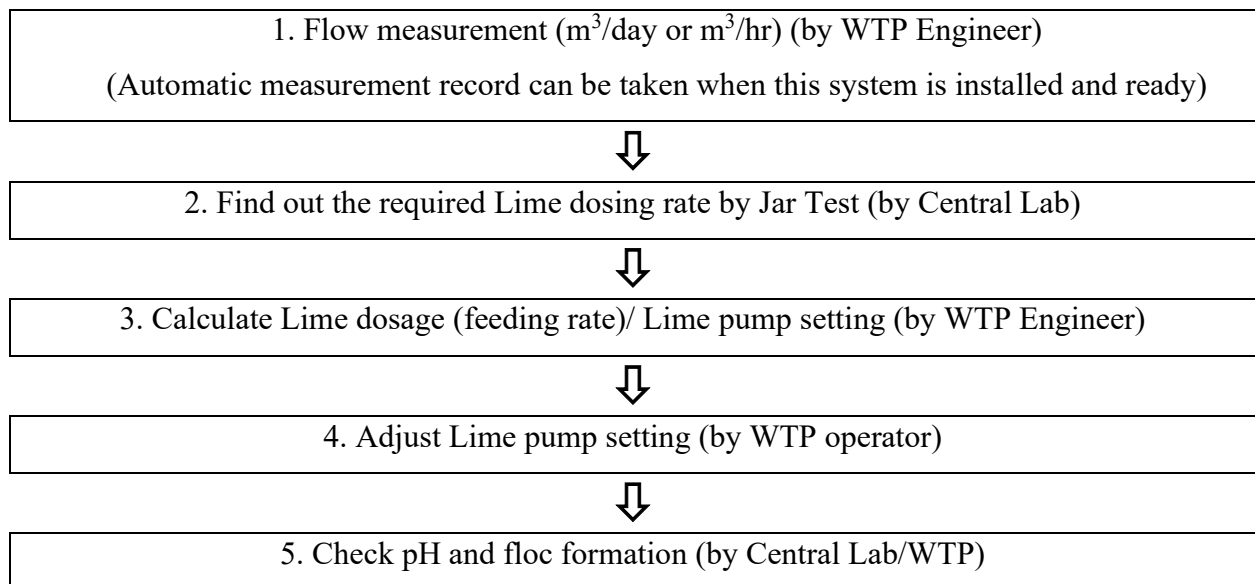 1. Flow measurement (m³/day or m³/hr) (by WTP Engineer)
(Automatic measurement record can be taken when this system is installed and ready)
2. Find out the required Lime dosing rate by Jar Test (by Central Lab)
3. Calculate Lime dosage (feeding rate)/ Lime pump setting (by WTP Engineer)
4. Adjust Lime pump setting (by WTP operator)
5. Check pH and floc formation (by Central Lab/WTP)